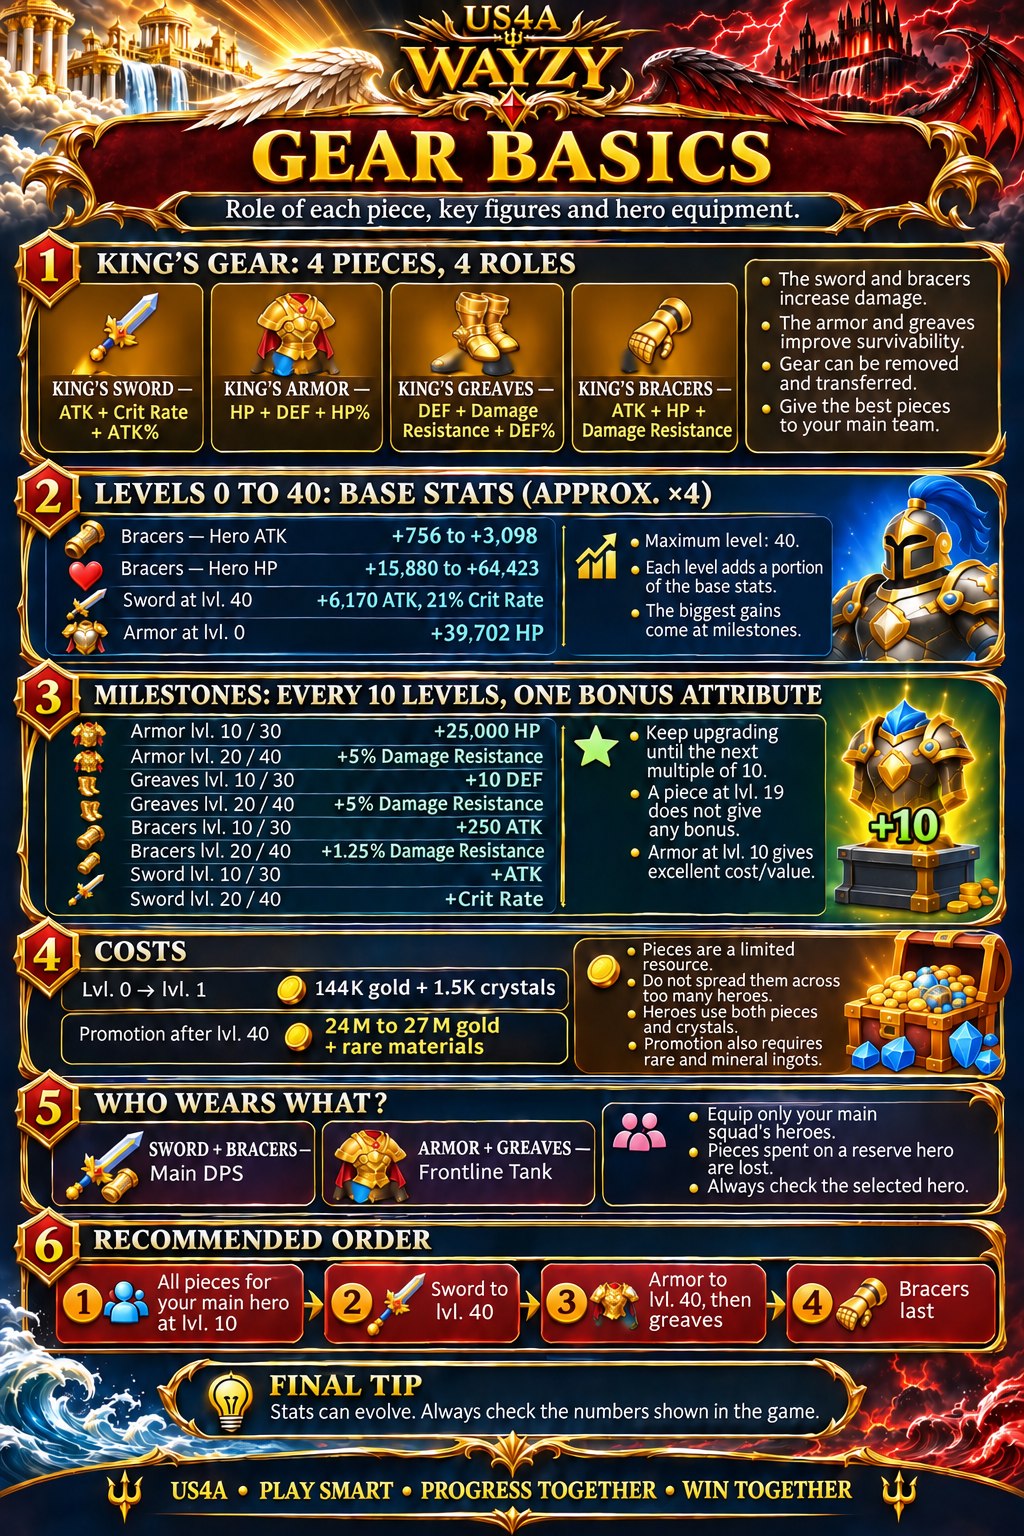 US4A
WAYZY
GEAR BASICS
Role of each piece, key figures and hero equipment.
1
KING'S GEAR: 4 PIECES, 4 ROLES
KING'S SWORD —
ATK + Crit Rate
+ ATK%
KING'S ARMOR —
HP + DEF + HP%
KING'S GREAVES —
DEF + Damage
Resistance + DEF%
KING'S BRACERS —
ATK + HP +
Damage Resistance
• The sword and bracers
increase damage.
• The armor and greaves
improve survivability.
• Gear can be removed
and transferred.
• Give the best pieces
to your main team.
2
LEVELS 0 TO 40: BASE STATS (APPROX. ×4)
Bracers — Hero ATK +756 to +3,098
Bracers — Hero HP +15,880 to +64,423
Sword at lvl. 40 +6,170 ATK, 21% Crit Rate
Armor at lvl. 0 +39,702 HP
• Maximum level: 40.
• Each level adds a portion
of the base stats.
• The biggest gains
come at milestones.
3
MILESTONES: EVERY 10 LEVELS, ONE BONUS ATTRIBUTE
Armor lvl. 10 / 30 +25,000 HP
Armor lvl. 20 / 40 +5% Damage Resistance
Greaves lvl. 10 / 30 +10 DEF
Greaves lvl. 20 / 40 +5% Damage Resistance
Bracers lvl. 10 / 30 +250 ATK
Bracers lvl. 20 / 40 +1.25% Damage Resistance
Sword lvl. 10 / 30 +ATK
Sword lvl. 20 / 40 +Crit Rate
• Keep upgrading
until the next
multiple of 10.
• A piece at lvl. 19
does not give
any bonus.
• Armor at lvl. 10 gives
excellent cost/value.
+10
4
COSTS
Lvl. 0 → lvl. 1 144K gold + 1.5K crystals
Promotion after lvl. 40 24M to 27M gold
+ rare materials
• Pieces are a limited
resource.
• Do not spread them across
too many heroes.
• Heroes use both pieces
and crystals.
• Promotion also requires
rare and mineral ingots.
5
WHO WEARS WHAT?
SWORD + BRACERS—
Main DPS
ARMOR + GREAVES —
Frontline Tank
• Equip only your main
squad's heroes.
• Pieces spent on a reserve hero
are lost.
• Always check the selected hero.
6
RECOMMENDED ORDER
1 All pieces for
your main hero
at lvl. 10
2 Sword to
lvl. 40
3 Armor to
lvl. 40, then
greaves
4 Bracers
last
FINAL TIP
Stats can evolve. Always check the numbers shown in the game.
US4A • PLAY SMART • PROGRESS TOGETHER • WIN TOGETHER